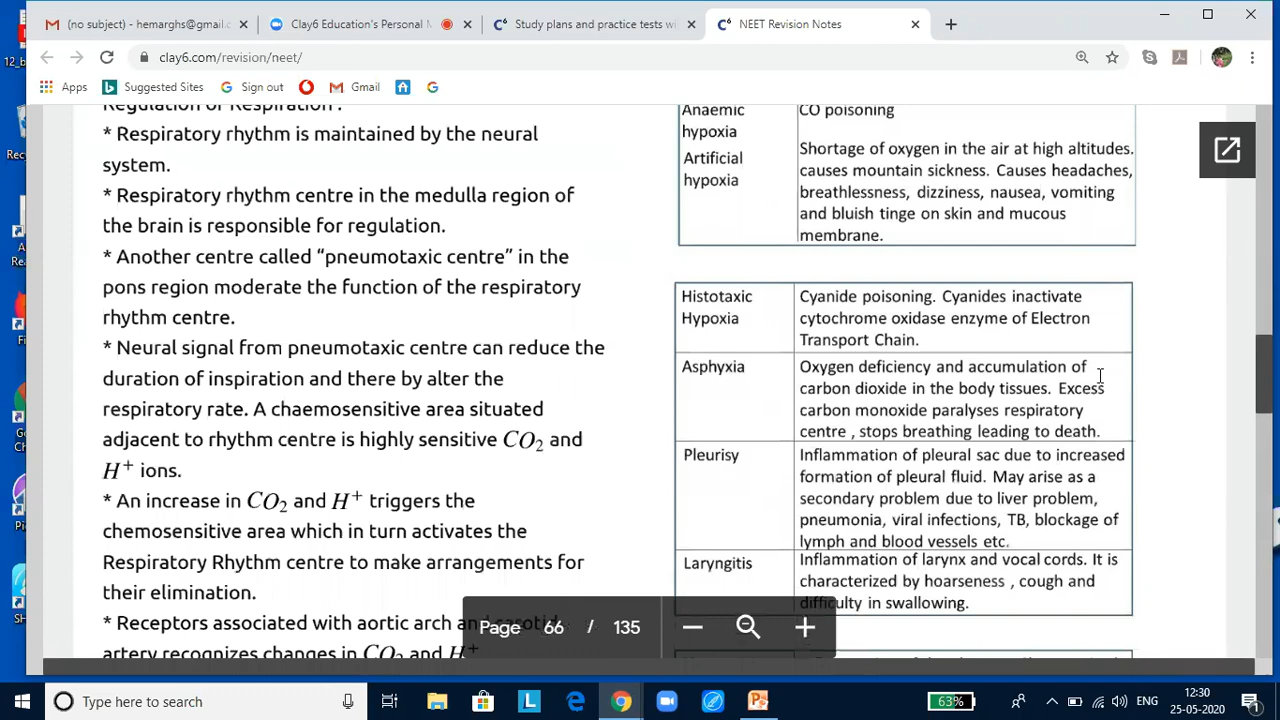 (no subject) - hemarghs@gmail.c
Clay6 Education's Personal M
Study plans and practice tests wi
NEET Revision Notes
clay6.com/revision/neet/
Apps
Suggested Sites
Sign out
Gmail
Regulation of Respiration :
* Respiratory rhythm is maintained by the neural
system.
* Respiratory rhythm centre in the medulla region of
the brain is responsible for regulation.
* Another centre called “pneumotaxic centre” in the
pons region moderate the function of the respiratory
rhythm centre.
* Neural signal from pneumotaxic centre can reduce the
duration of inspiration and there by alter the
respiratory rate. A chaemosensitive area situated
adjacent to rhythm centre is highly sensitive CO2 and
H+ ions.
* An increase in CO2 and H+ triggers the
chemosensitive area which in turn activates the
Respiratory Rhythm centre to make arrangements for
their elimination.
* Receptors associated with aortic arch and carotid
artery recognizes changes in CO2 and H+
Anaemic
hypoxia
CO poisoning
Artificial
hypoxia
Shortage of oxygen in the air at high altitudes.
causes mountain sickness. Causes headaches,
breathlessness, dizziness, nausea, vomiting
and bluish tinge on skin and mucous
membrane.
Histotaxic
Hypoxia
Cyanide poisoning. Cyanides inactivate
cytochrome oxidase enzyme of Electron
Transport Chain.
Asphyxia
Oxygen deficiency and accumulation of
carbon dioxide in the body tissues. Excess
carbon monoxide paralyses respiratory
centre , stops breathing leading to death.
Pleurisy
Inflammation of pleural sac due to increased
formation of pleural fluid. May arise as a
secondary problem due to liver problem,
pneumonia, viral infections, TB, blockage of
lymph and blood vessels etc.
Laryngitis
Inflammation of larynx and vocal cords. It is
characterized by hoarseness , cough and
difficulty in swallowing.
Page 66 / 135
Type here to search
63%
ENG
12:30
25-05-2020